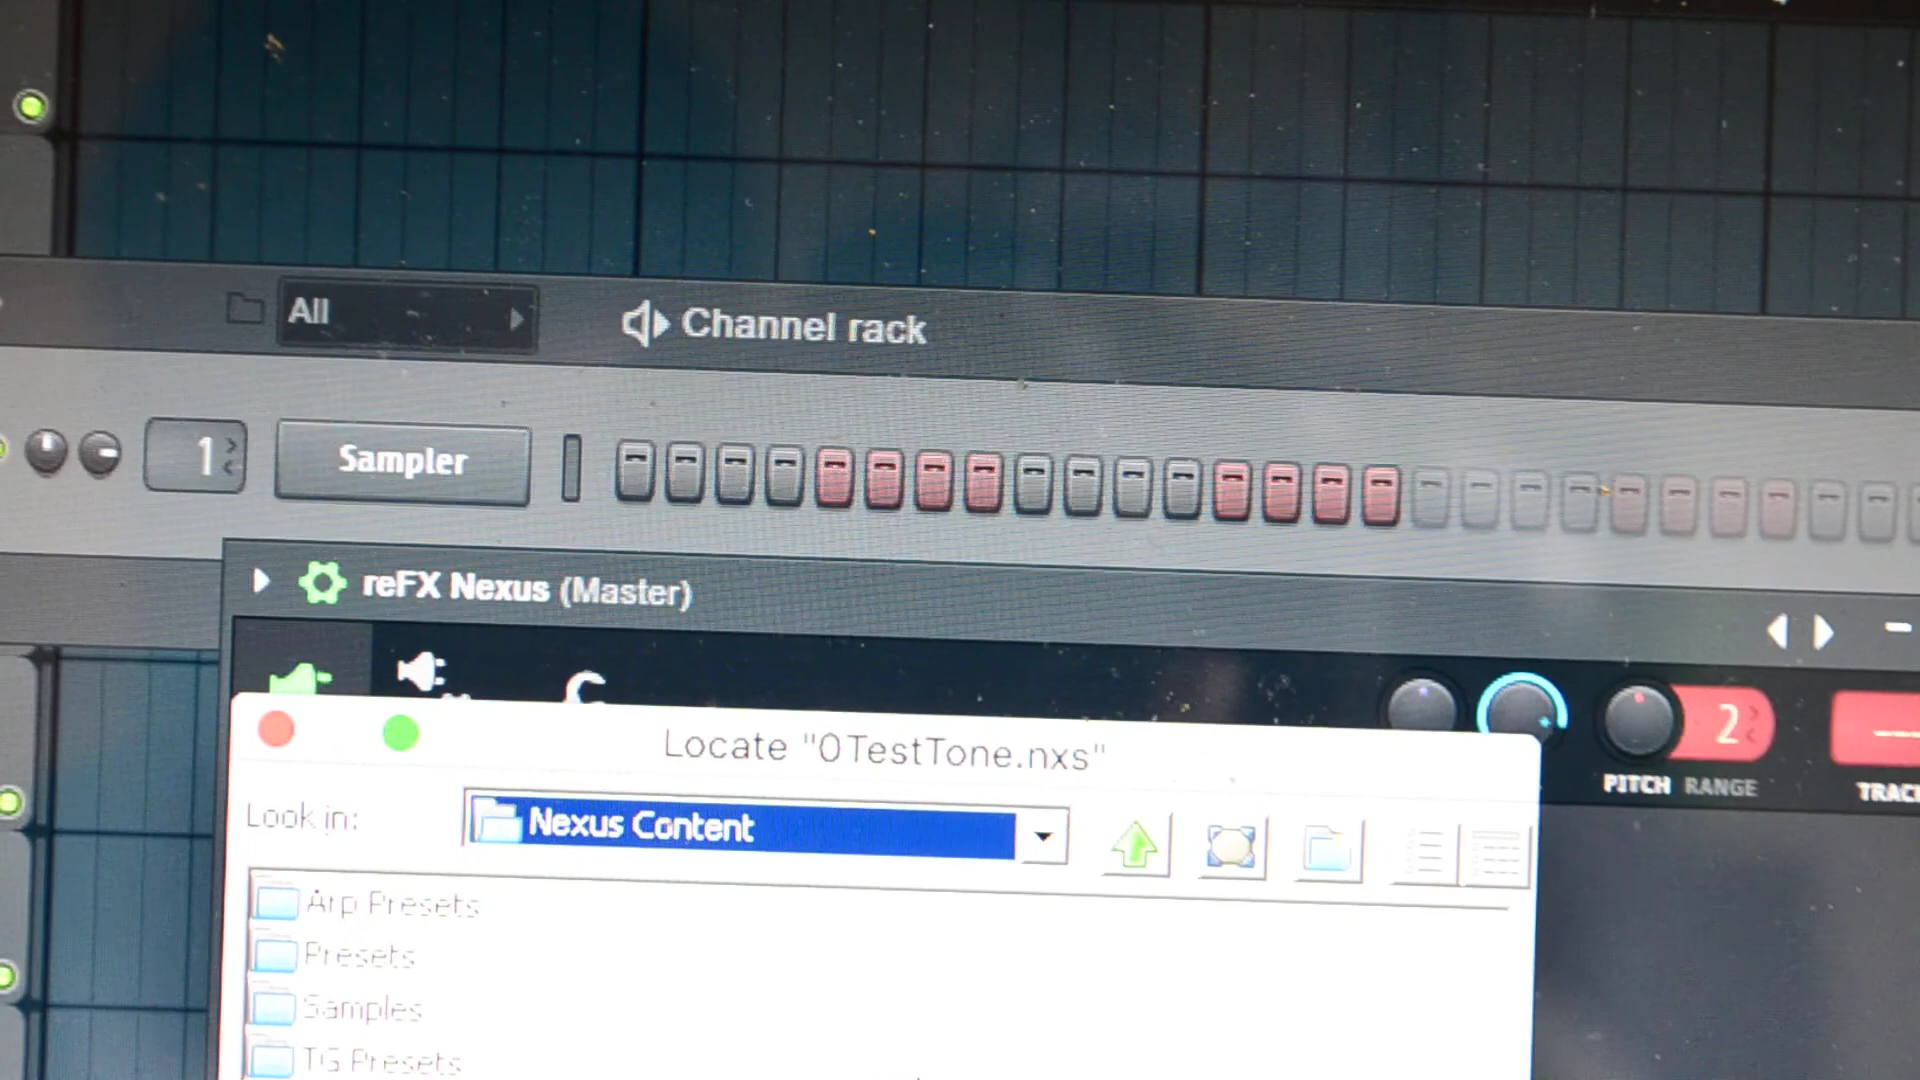 All
Channel rack
1
Sampler
reFX Nexus (Master)
2
PITCH RANGE
Locate "0TestTone.nxs"
Look in:
Nexus Content
Arp Presets
Presets
Samples
TG Presets